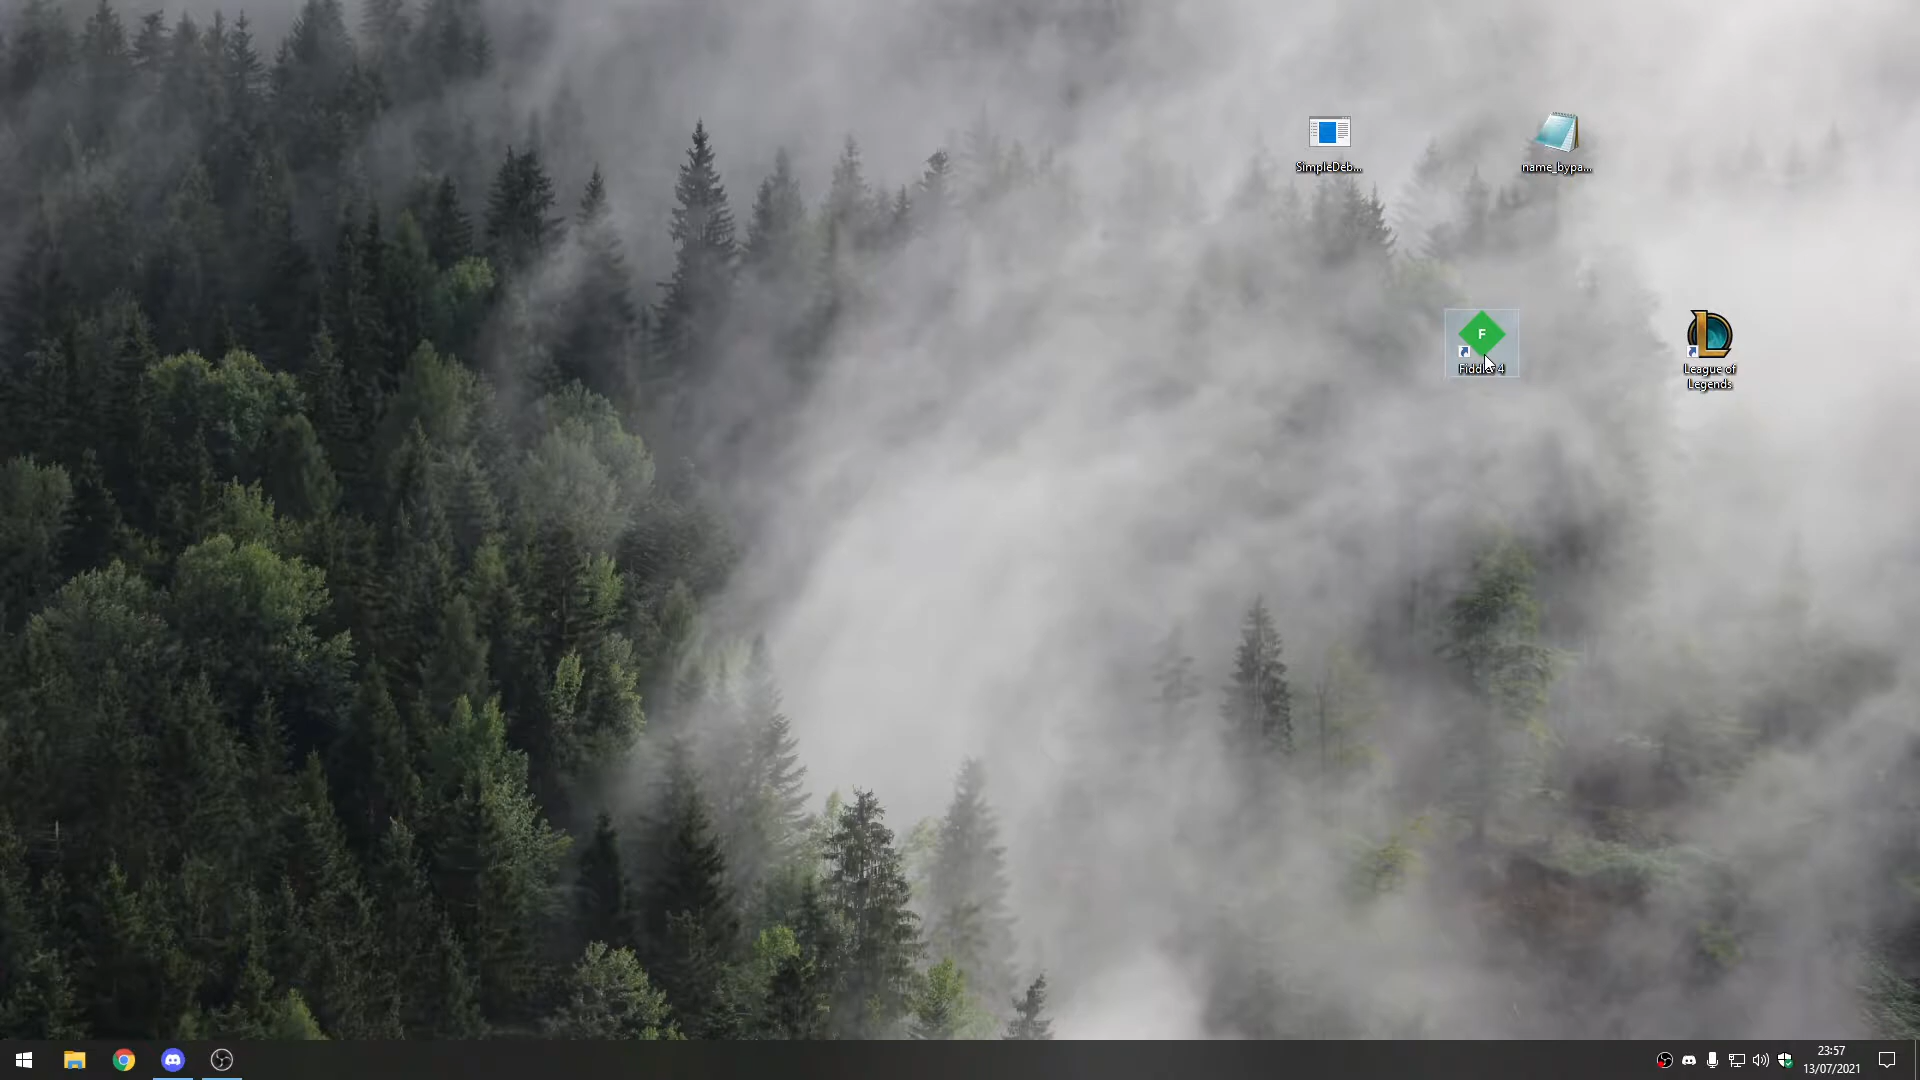 SimpleDeb...
name_bypa...
F
Fiddler 4
League of
Legends
23:57
13/07/2021